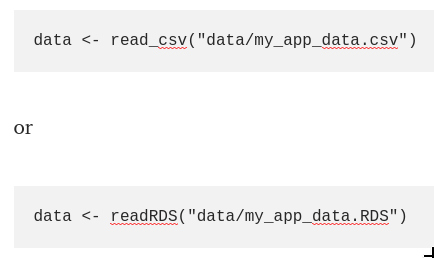 data <- read_csv("data/my_app_data.csv")
or
data <- readRDS("data/my_app_data.RDS")